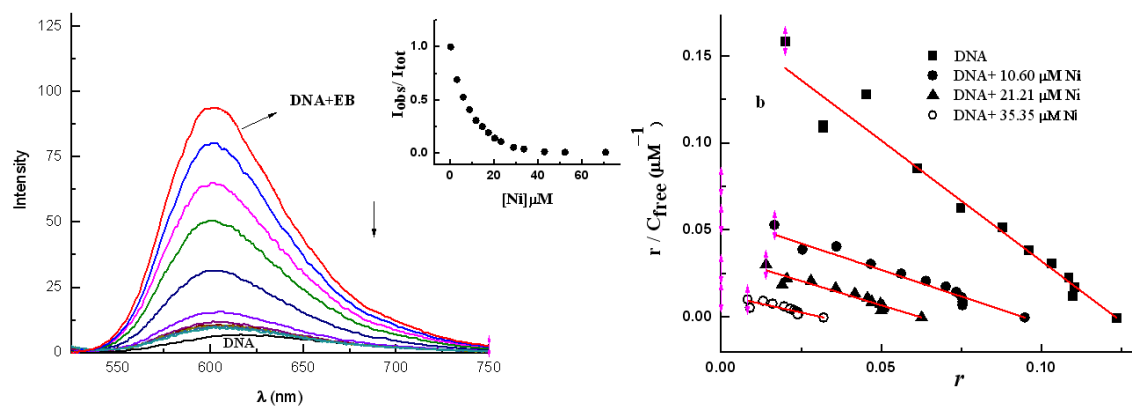 125
100
75
50
25
0
Intensity
550
600
650
700
750
λ (nm)
DNA+EB
DNA
1.0
0.5
0.0
I_obs/ I_tot
0
20
40
60
[Ni]μM
0.15
0.10
0.05
0.00
r / C_free (μM⁻¹)
b
DNA
DNA+ 10.60 μM Ni
DNA+ 21.21 μM Ni
DNA+ 35.35 μM Ni
0.00
0.05
0.10
r